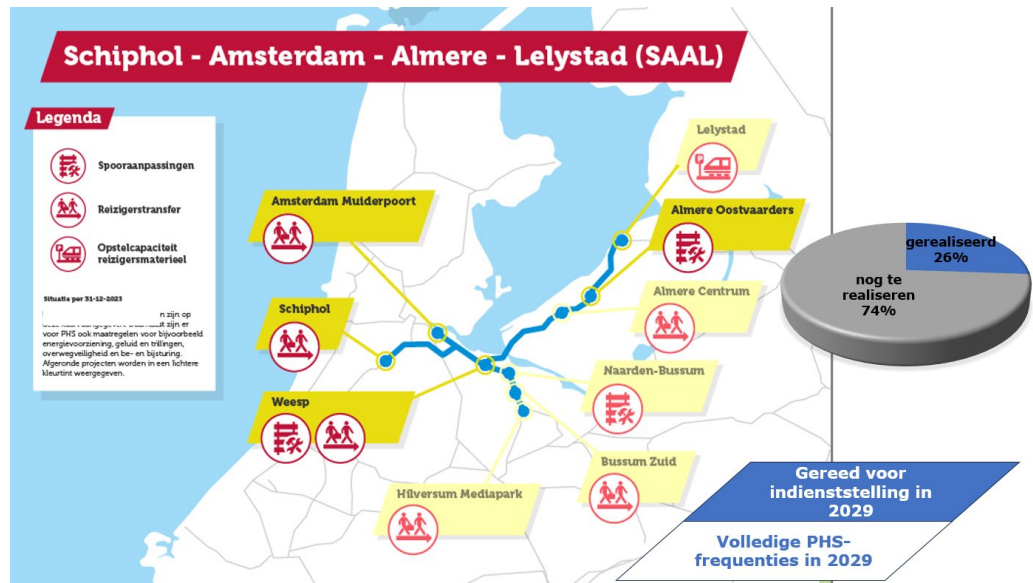 Schiphol - Amsterdam - Almere - Lelystad (SAAL)
Legenda
Spooraanpassingen
Reizigerstransfer
Opstelcapaciteit
reizigersmaterieel
Situatie per 31-12-2023
zijn op
zijn er
voor PHS ook maatregelen voor bijvoorbeeld
energievoorziening, geluid en trillingen,
overwegveiligheid en be- en bijsturing.
Afgeronde projecten worden in een lichtere
kleurtint weergegeven.
Lelystad
Amsterdam Muiderpoort
Almere Oostvaarders
Almere Centrum
Schiphol
Naarden-Bussum
Weesp
Bussum Zuid
Hilversum Mediapark
gerealiseerd
26%
nog te
realiseren
74%
Gereed voor
indienststelling in
2029
Volledige PHS-
frequenties in 2029